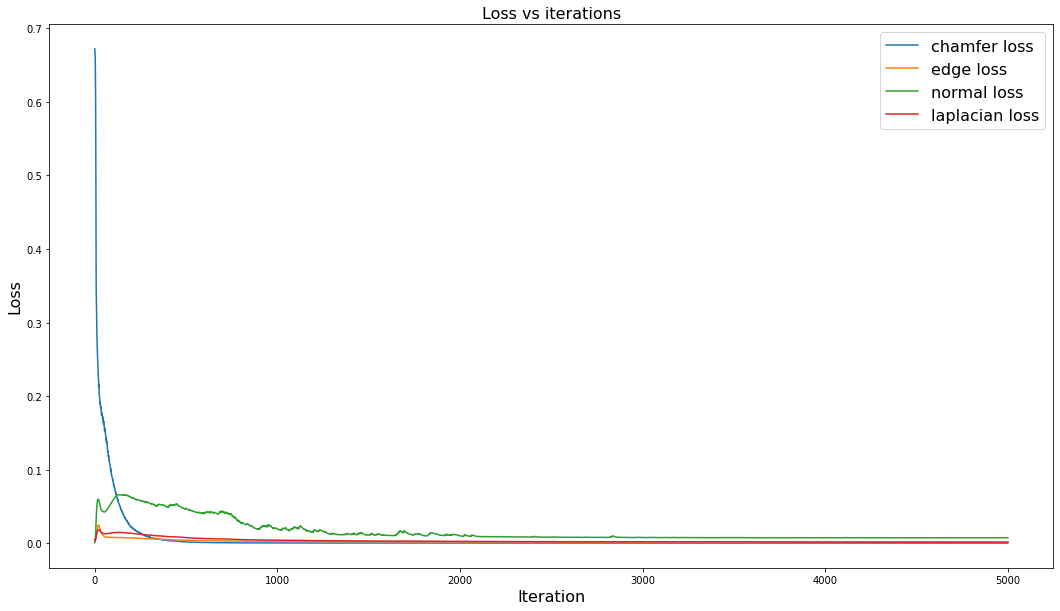 Loss vs iterations
0.7
0.6
0.5
0.4
0.3
0.2
0.1
0.0
Loss
chamfer loss
edge loss
normal loss
laplacian loss
0
1000
2000
3000
4000
5000
Iteration